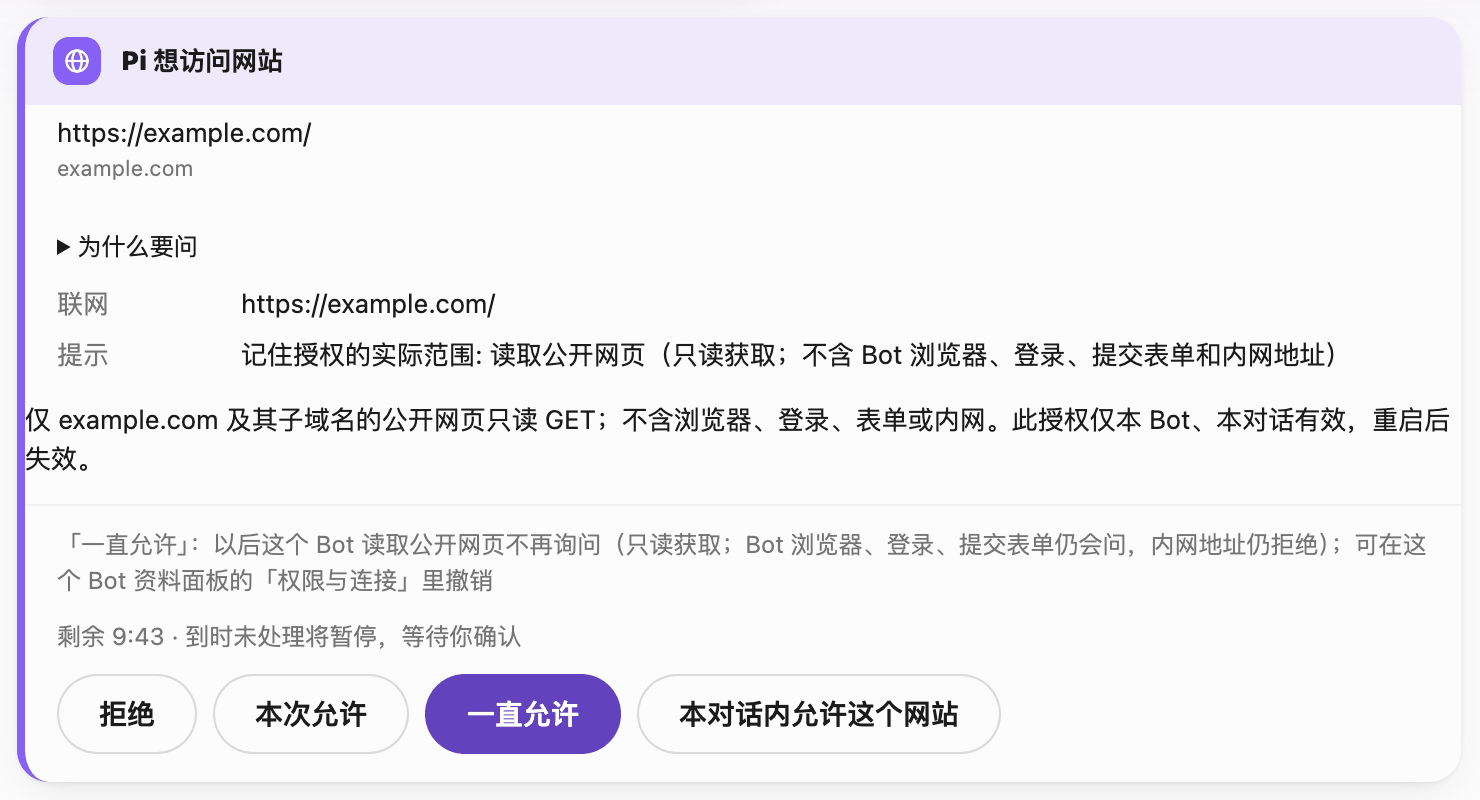 Pi 想访问网站
https://example.com/
example.com
▶ 为什么要问
联网 https://example.com/
提示 记住授权的实际范围: 读取公开网页（只读获取；不含 Bot 浏览器、登录、提交表单和内网地址）
仅 example.com 及其子域名的公开网页只读 GET；不含浏览器、登录、表单或内网。此授权仅本 Bot、本对话有效，重启后
失效。
「一直允许」：以后这个 Bot 读取公开网页不再询问（只读获取；Bot 浏览器、登录、提交表单仍会问，内网地址仍拒绝）；可在这
个 Bot 资料面板的「权限与连接」里撤销
剩余 9:43 · 到时未处理将暂停，等待你确认
拒绝 本次允许 一直允许 本对话内允许这个网站